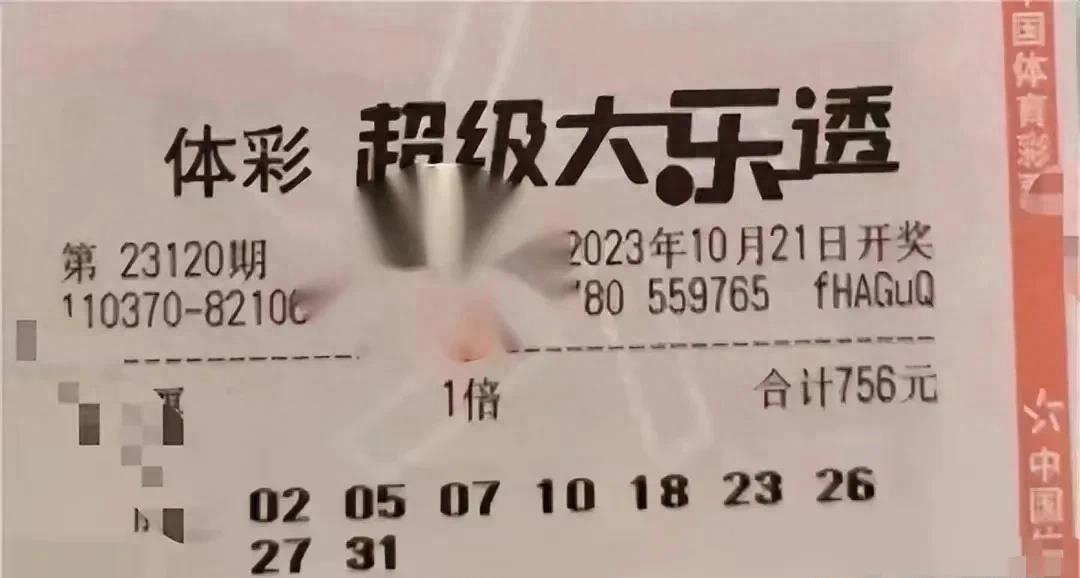 体彩 超级大乐透
第 23120期 2023年10月21日开奖
110370-82106 780 559765 fHAGuQ
1倍 合计756元
02 05 07 10 18 23 26
27 31
中国体育彩
中国